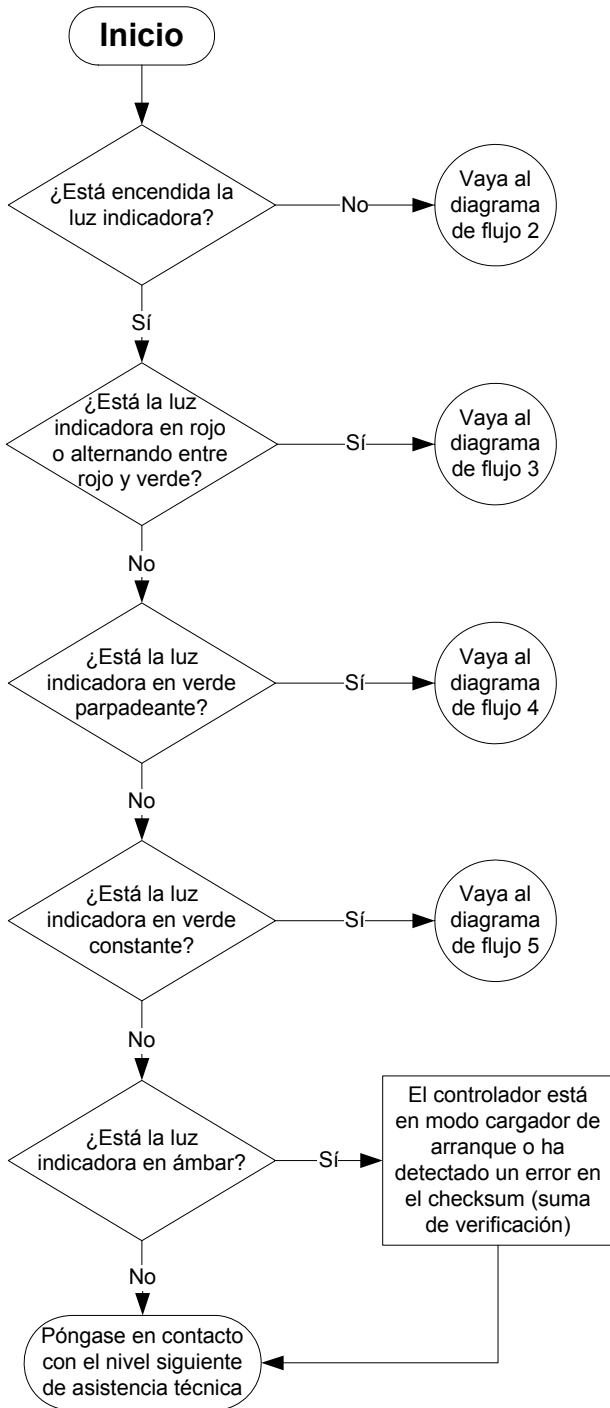 Inicio
¿Está encendida la
luz indicadora?
No
Vaya al
diagrama
de flujo 2
Sí
¿Está la luz
indicadora en rojo
o alternando entre
rojo y verde?
Sí
Vaya al
diagrama
de flujo 3
No
¿Está la luz
indicadora en verde
parpadeante?
Sí
Vaya al
diagrama
de flujo 4
No
¿Está la luz
indicadora en verde
constante?
Sí
Vaya al
diagrama
de flujo 5
No
¿Está la luz
indicadora en ámbar?
Sí
El controlador está
en modo cargador de
arranque o ha
detectado un error en
el checksum (suma
de verificación)
No
Póngase en contacto
con el nivel siguiente
de asistencia técnica